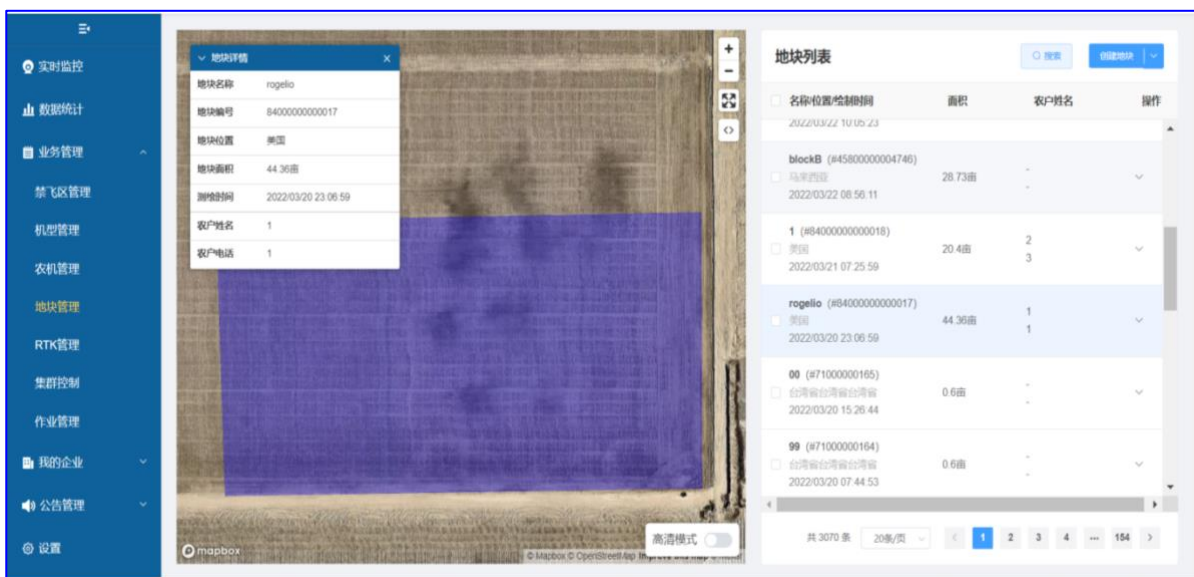 实时监控
数据统计
业务管理
禁飞区管理
机型管理
农机管理
地块管理
RTK管理
集群控制
作业管理
我的企业
公告管理
设置
地块详情
地块名称 rogelio
地块编号 84000000000017
地块位置 美国
地块面积 44.36亩
测绘时间 2022/03/20 23:06:59
农户姓名 1
农户电话 1
mapbox
© Mapbox © OpenStreetMap Improve this map
高清模式
地块列表 搜索 创建地块
名称/位置/绘制时间 面积 农户姓名 操作
2022/03/22 10:05:23
blockB (#45800000004746)
马来西亚 28.73亩 - -
2022/03/22 08:56:11
1 (#84000000000018)
美国 20.4亩 2 3
2022/03/21 07:25:59
rogelio (#84000000000017)
美国 44.36亩 1 1
2022/03/20 23:06:59
00 (#71000000165)
台湾省台湾省台湾省 0.6亩 - -
2022/03/20 15:26:44
99 (#71000000164)
台湾省台湾省台湾省 0.6亩 - -
2022/03/20 07:44:53
共 3070 条 20条/页 < 1 2 3 4 ... 154 >